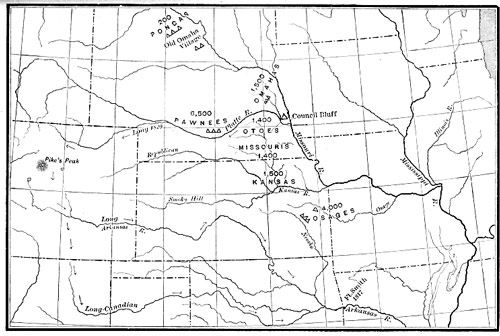 200
PONCAS
Old Omaha
Village
1,500
OMAHAS
6,500
PAWNEES
Platte R.
1,400
OTOES
Council Bluff
Long 1819
MISSOURIS
1,400
Republican
Pike's Peak
1,500
KANSAS
Kansas R.
Smoky Hill
Missouri R.
Mississippi R.
Illinois R.
Long
Arkansas R.
4,000
OSAGES
Osage
Neosho
Ft. Smith
1817
Long-Canadian
Arkansas R.